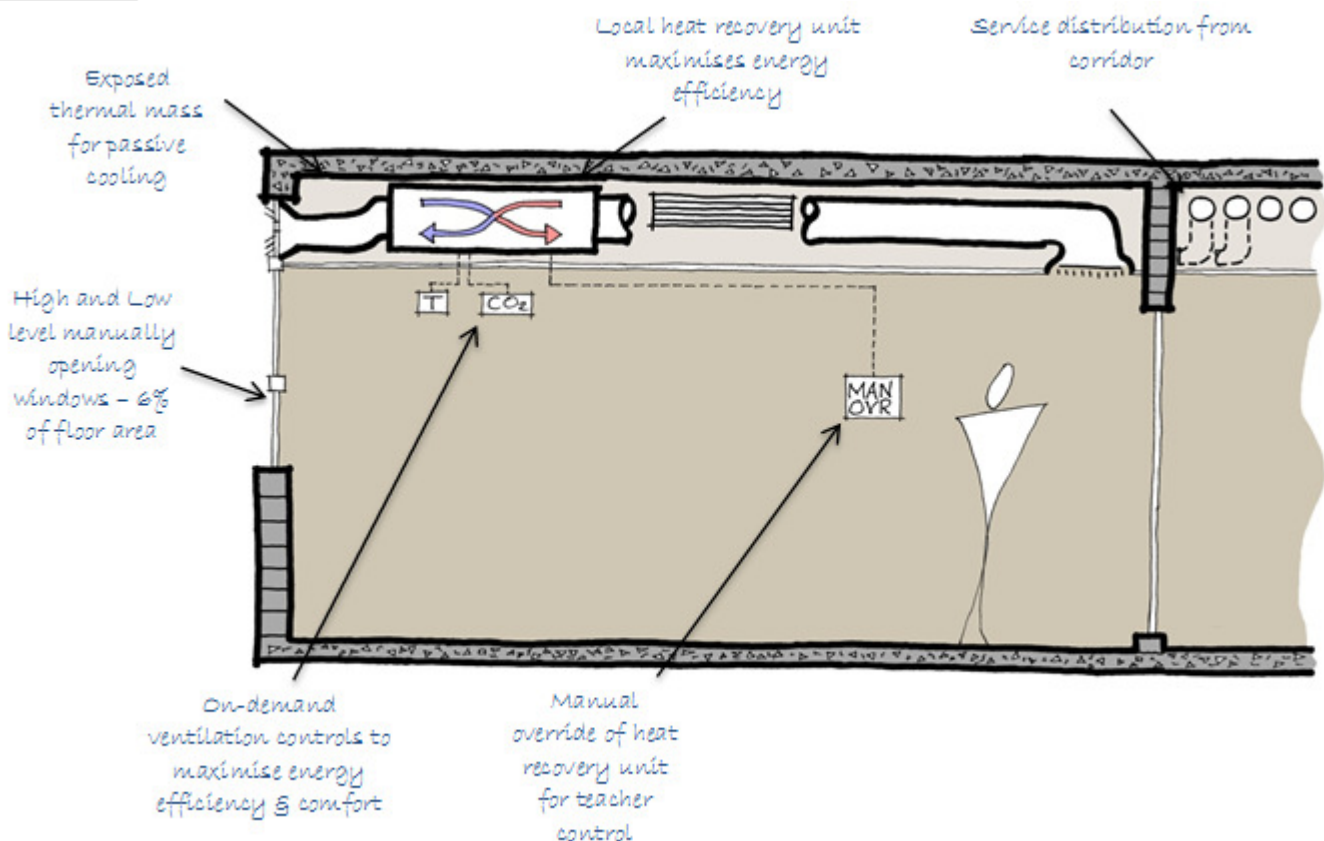 Local heat recovery unit
maximises energy
efficiency
Service distribution from
corridor
Exposed
thermal mass
for passive
cooling
High and Low
level manually
opening
windows – 6%
of floor area
T
CO₂
MAN
OVR
On-demand
ventilation controls to
maximise energy
efficiency & comfort
Manual
override of heat
recovery unit
for teacher
control